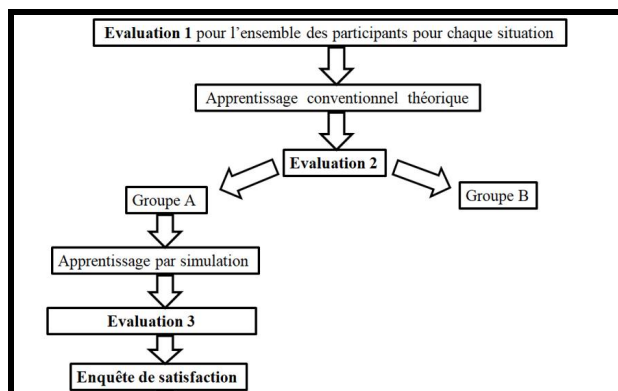 Evaluation 1 pour l'ensemble des participants pour chaque situation
Apprentissage conventionnel théorique
Evaluation 2
Groupe A
Groupe B
Apprentissage par simulation
Evaluation 3
Enquête de satisfaction